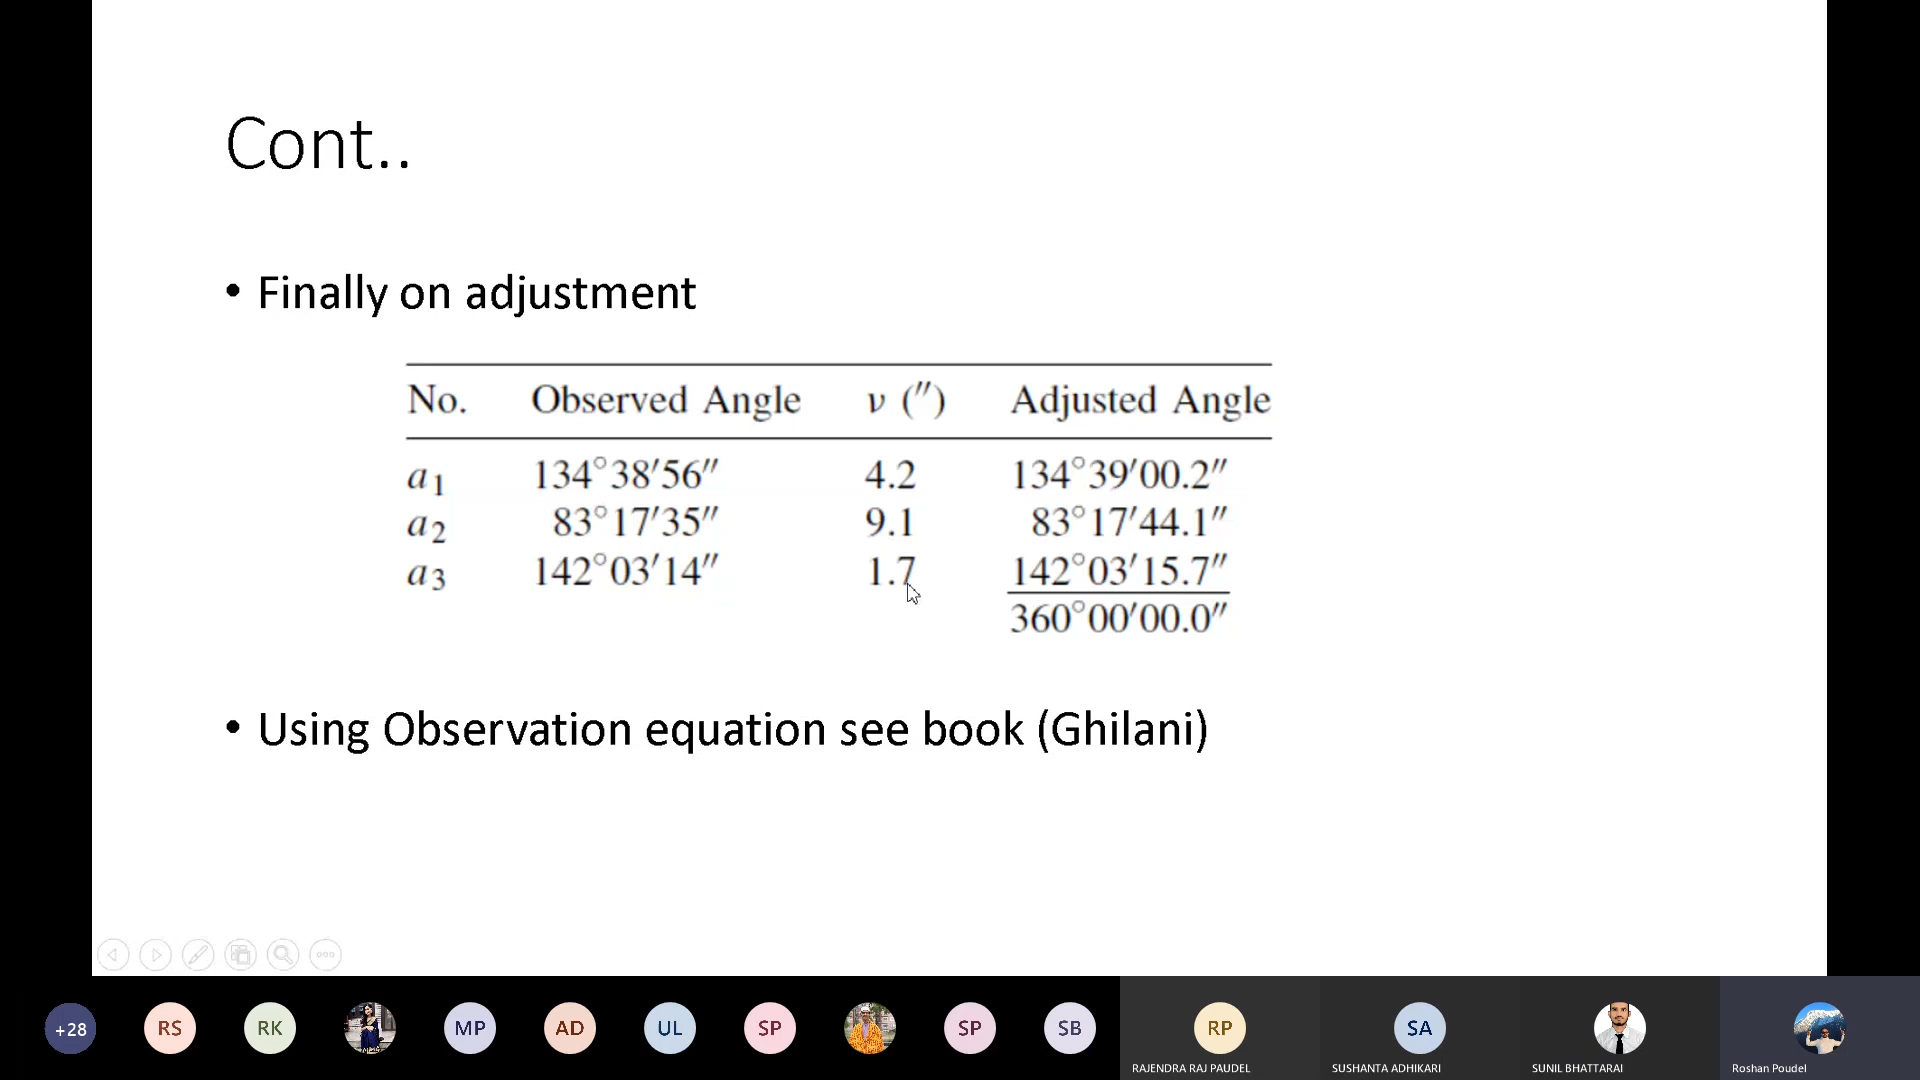 Cont..
• Finally on adjustment
No. Observed Angle ν (″) Adjusted Angle
a1 134°38′56″ 4.2 134°39′00.2″
a2 83°17′35″ 9.1 83°17′44.1″
a3 142°03′14″ 1.7 142°03′15.7″
360°00′00.0″
• Using Observation equation see book (Ghilani)
+28 RS RK MP AD UL SP SP SB RP SA
RAJENDRA RAJ PAUDEL SUSHANTA ADHIKARI SUNIL BHATTARAI Roshan Poudel